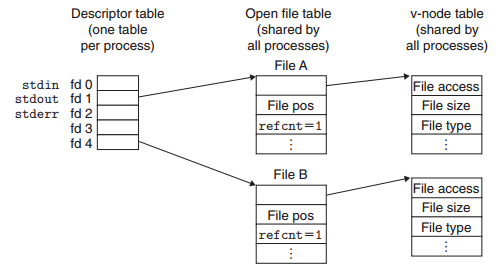 Descriptor table
(one table
per process)
Open file table
(shared by
all processes)
v-node table
(shared by
all processes)
stdin fd 0
stdout fd 1
stderr fd 2
fd 3
fd 4
File A
File pos
refcnt=1
⋮
File access
File size
File type
⋮
File B
File pos
refcnt=1
⋮
File access
File size
File type
⋮